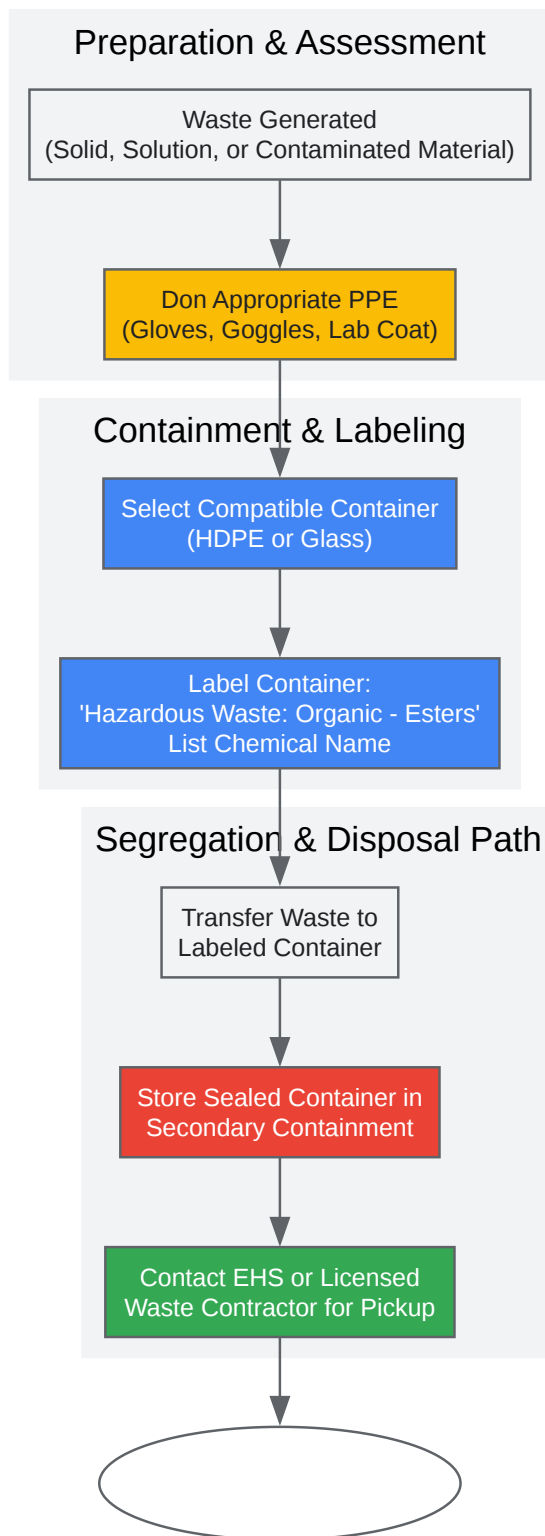 Preparation & Assessment
Waste Generated
(Solid, Solution, or Contaminated Material)
Don Appropriate PPE
(Gloves, Goggles, Lab Coat)
Containment & Labeling
Select Compatible Container
(HDPE or Glass)
Label Container:
'Hazardous Waste: Organic - Esters'
List Chemical Name
Segregation & Disposal Path
Transfer Waste to
Labeled Container
Store Sealed Container in
Secondary Containment
Contact EHS or Licensed
Waste Contractor for Pickup